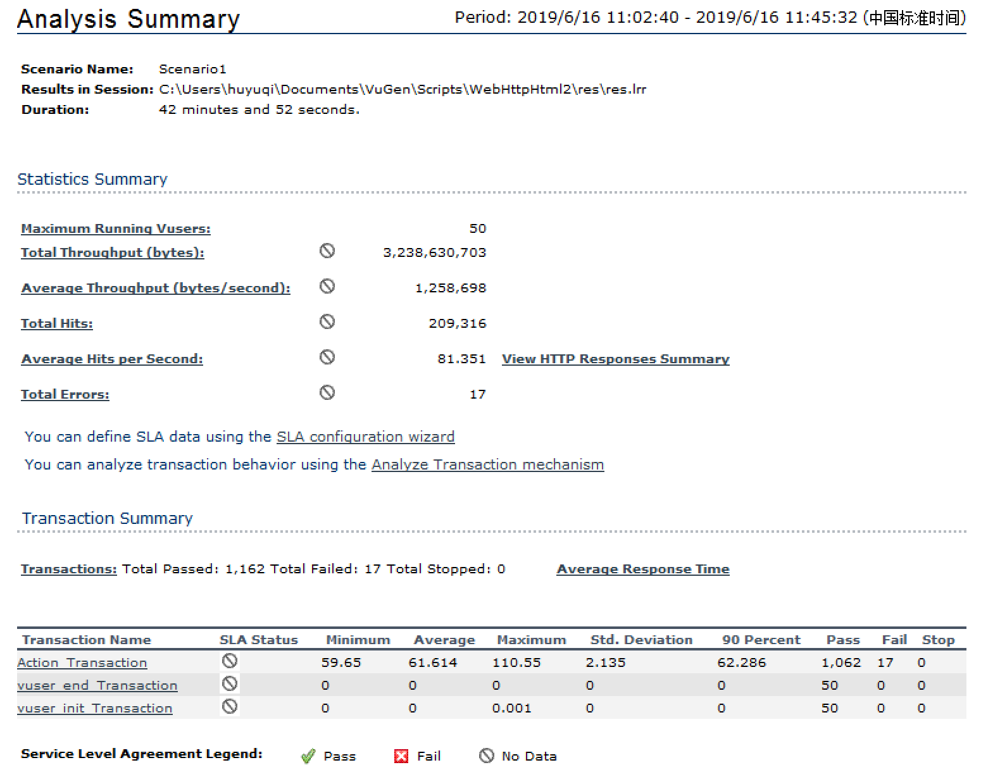 Analysis Summary Period: 2019/6/16 11:02:40 - 2019/6/16 11:45:32 (中国标准时间)
Scenario Name: Scenario1
Results in Session: C:\Users\huyuqi\Documents\VuGen\Scripts\WebHttpHtml2\res\res.lrr
Duration: 42 minutes and 52 seconds.
Statistics Summary
Maximum Running Vusers: 50
Total Throughput (bytes): 3,238,630,703
Average Throughput (bytes/second): 1,258,698
Total Hits: 209,316
Average Hits per Second: 81.351 View HTTP Responses Summary
Total Errors: 17
You can define SLA data using the SLA configuration wizard
You can analyze transaction behavior using the Analyze Transaction mechanism
Transaction Summary
Transactions: Total Passed: 1,162 Total Failed: 17 Total Stopped: 0 Average Response Time
Transaction Name SLA Status Minimum Average Maximum Std. Deviation 90 Percent Pass Fail Stop
Action_Transaction 59.65 61.614 110.55 2.135 62.286 1,062 17 0
vuser_end_Transaction 0 0 0 0 0 50 0 0
vuser_init_Transaction 0 0 0.001 0 0 50 0 0
Service Level Agreement Legend: Pass Fail No Data